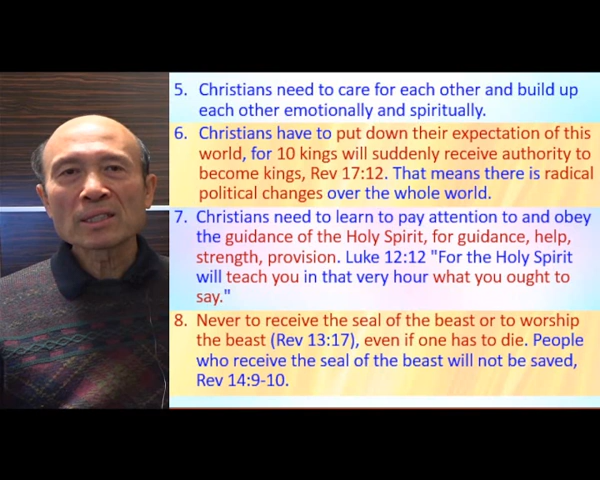 5. Christians need to care for each other and build up
each other emotionally and spiritually.
6. Christians have to put down their expectation of this
world, for 10 kings will suddenly receive authority to
become kings, Rev 17:12. That means there is radical
political changes over the whole world.
7. Christians need to learn to pay attention to and obey
the guidance of the Holy Spirit, for guidance, help,
strength, provision. Luke 12:12 "For the Holy Spirit
will teach you in that very hour what you ought to
say."
8. Never to receive the seal of the beast or to worship
the beast (Rev 13:17), even if one has to die. People
who receive the seal of the beast will not be saved,
Rev 14:9-10.